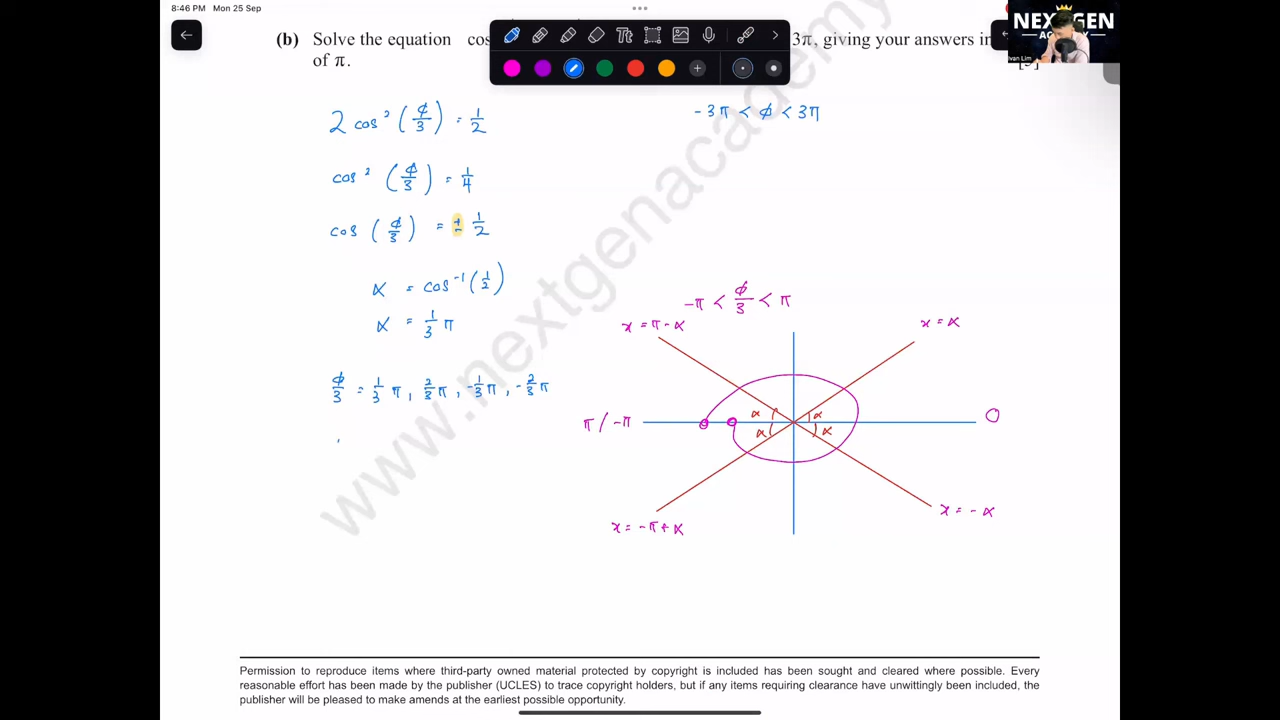 8:46 PM Mon 25 Sep
NEXTGEN
Ivan Lim
(b) Solve the equation cos 3π, giving your answers in
of π.
2 cos² (ϕ/3) = 1/2
-3π < ϕ < 3π
cos² (ϕ/3) = 1/4
cos (ϕ/3) = ± 1/2
α = cos⁻¹ (1/2)
α = 1/3 π
-π < ϕ/3 < π
x = π - α
x = α
ϕ/3 = 1/3 π, 2/3 π, -1/3 π, -2/3 π
π / -π
α
α
α
α
0
x = -π + α
x = -α
www.nextgenacademy
Permission to reproduce items where third-party owned material protected by copyright is included has been sought and cleared where possible. Every
reasonable effort has been made by the publisher (UCLES) to trace copyright holders, but if any items requiring clearance have unwittingly been included, the
publisher will be pleased to make amends at the earliest possible opportunity.